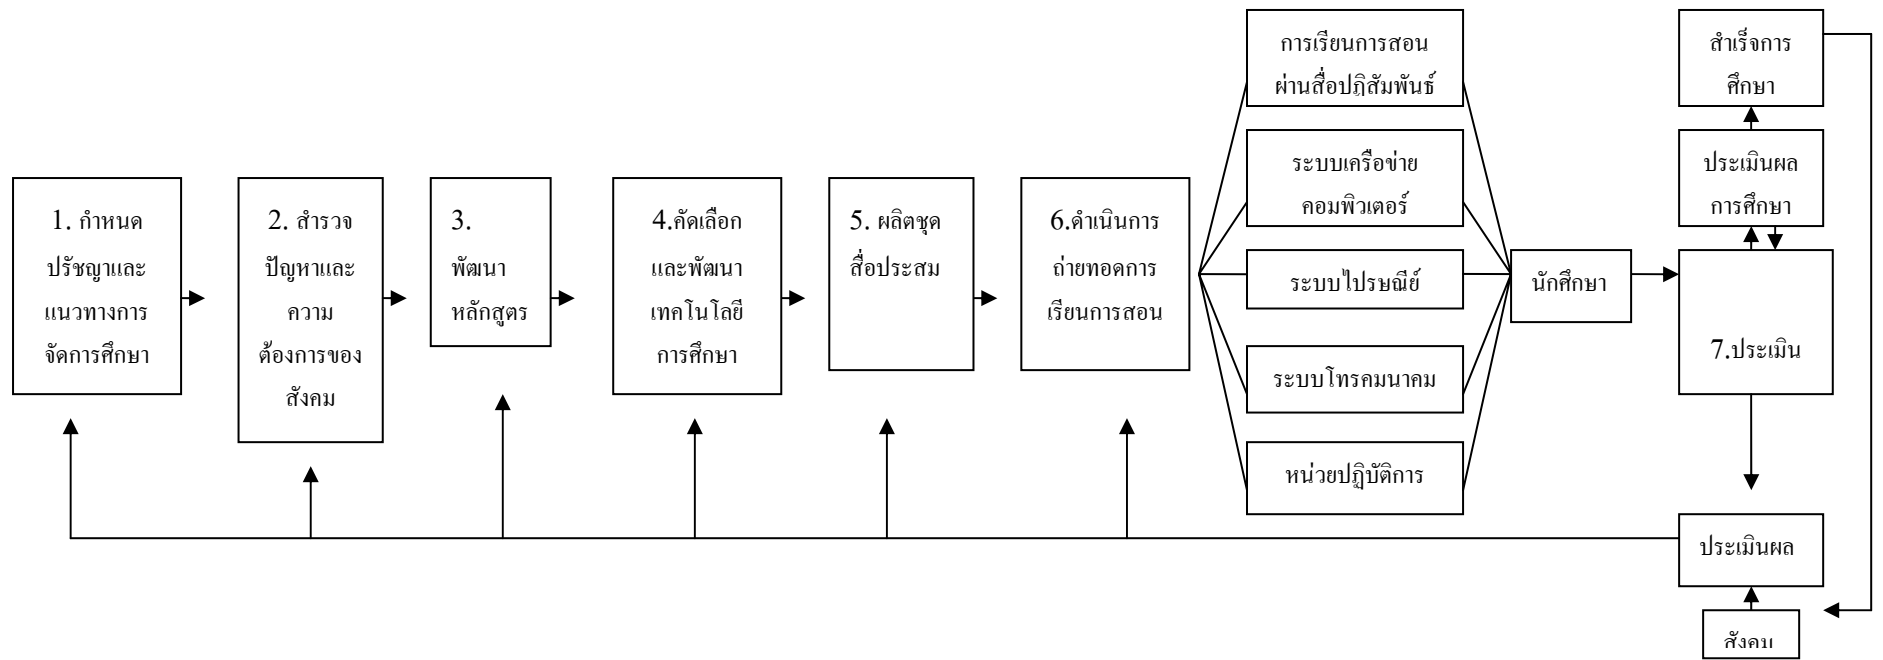 1. กำหนด
ปรัชญาและ
แนวทางการ
จัดการศึกษา
2. สำรวจ
ปัญหาและ
ความ
ต้องการของ
สังคม
3.
พัฒนา
หลักสูตร
4.คัดเลือก
และพัฒนา
เทคโนโลยี
การศึกษา
5. ผลิตชุด
สื่อประสม
6.ดำเนินการ
ถ่ายทอดการ
เรียนการสอน
การเรียนการสอน
ผ่านสื่อปฏิสัมพันธ์
ระบบเครือข่าย
คอมพิวเตอร์
ระบบไปรษณีย์
ระบบโทรคมนาคม
หน่วยปฏิบัติการ
นักศึกษา
สำเร็จการ
ศึกษา
ประเมินผล
การศึกษา
7.ประเมิน
ประเมินผล
สังคม